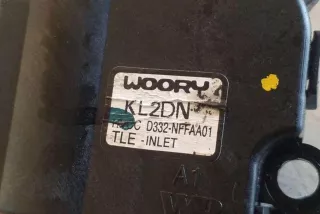 WOORY
KL2DN
D332-NFFAA01
TLE - INLET